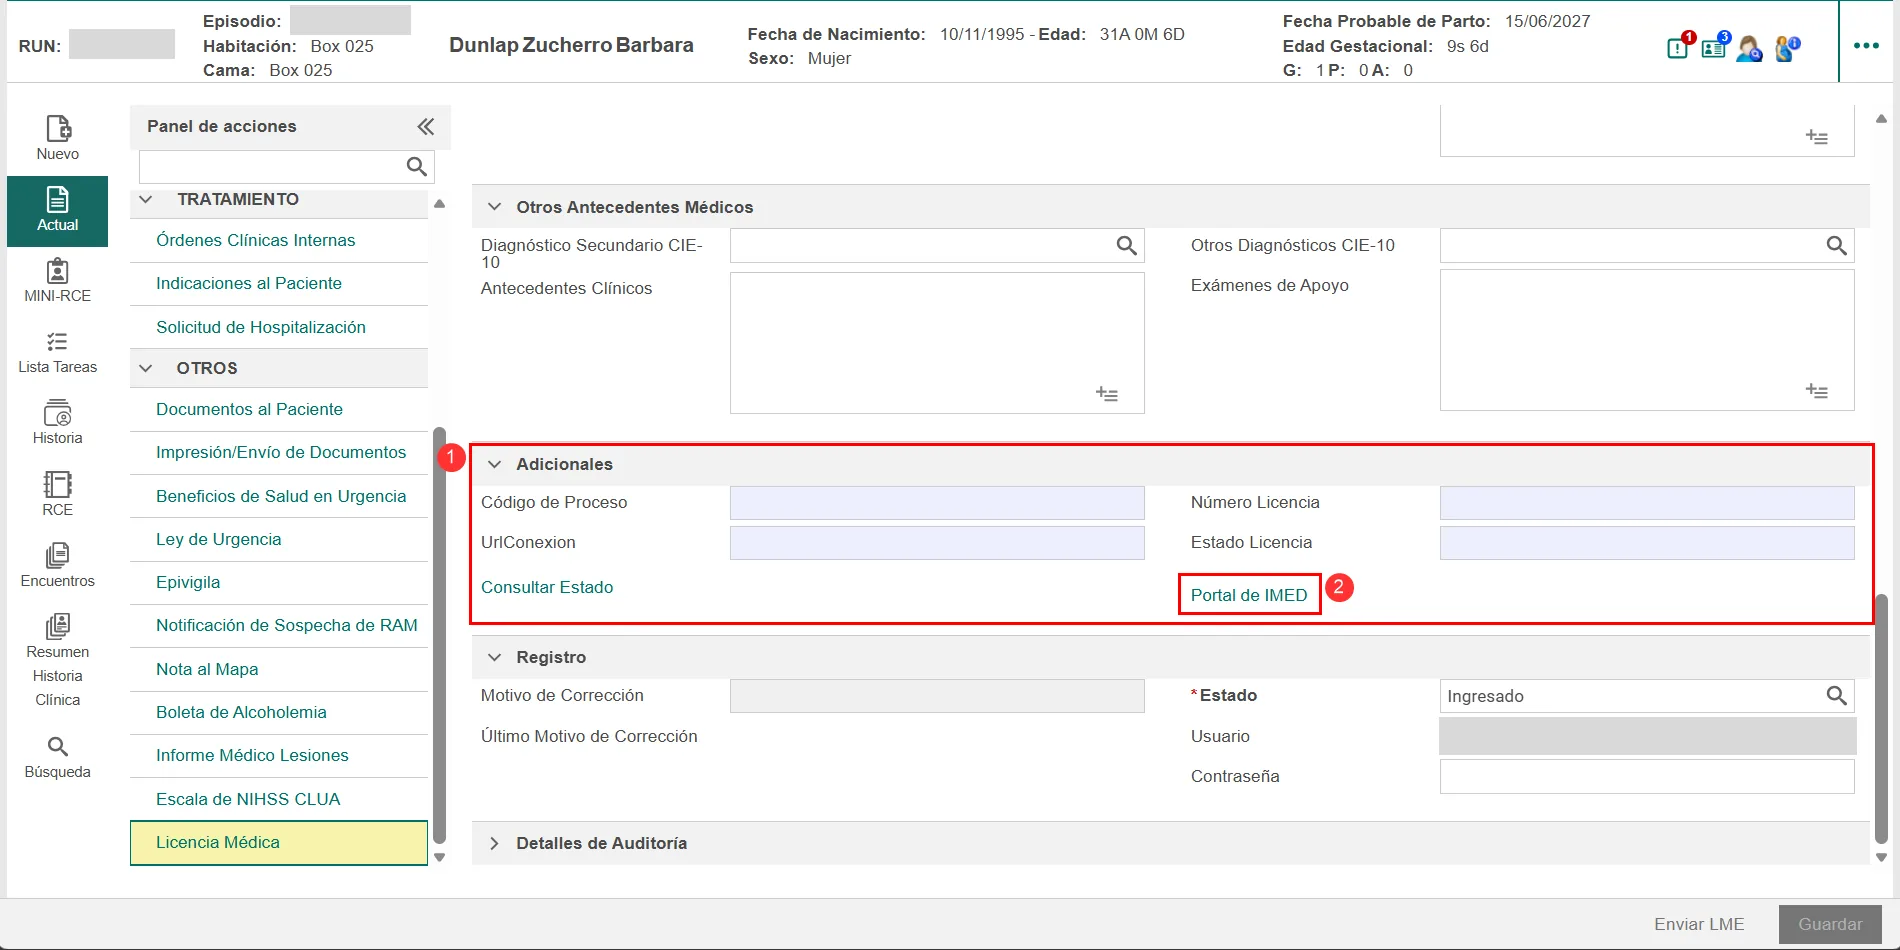 RUN:
Episodio:
Habitación: Box 025
Cama: Box 025
Dunlap Zucherro Barbara
Fecha de Nacimiento: 10/11/1995 - Edad: 31A 0M 6D
Sexo: Mujer
Fecha Probable de Parto: 15/06/2027
Edad Gestacional: 9s 6d
G: 1 P: 0 A: 0
1
3
Nuevo
Actual
MINI-RCE
Lista Tareas
Historia
RCE
Encuentros
Resumen
Historia
Clínica
Búsqueda
Panel de acciones
TRATAMIENTO
Órdenes Clínicas Internas
Indicaciones al Paciente
Solicitud de Hospitalización
OTROS
Documentos al Paciente
Impresión/Envío de Documentos
Beneficios de Salud en Urgencia
Ley de Urgencia
Epivigila
Notificación de Sospecha de RAM
Nota al Mapa
Boleta de Alcoholemia
Informe Médico Lesiones
Escala de NIHSS CLUA
Licencia Médica
Otros Antecedentes Médicos
Diagnóstico Secundario CIE-
10
Otros Diagnósticos CIE-10
Antecedentes Clínicos
Exámenes de Apoyo
1
Adicionales
Código de Proceso
Número Licencia
UrlConexion
Estado Licencia
Consultar Estado
Portal de IMED
2
Registro
Motivo de Corrección
*Estado
Ingresado
Último Motivo de Corrección
Usuario
Contraseña
Detalles de Auditoría
Enviar LME
Guardar